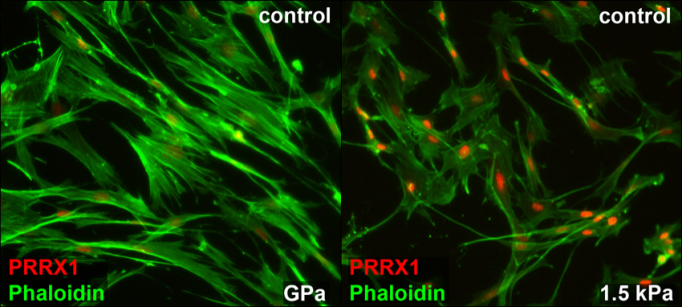 control
PRRX1
Phaloidin
GPa
control
PRRX1
Phaloidin
1.5 kPa